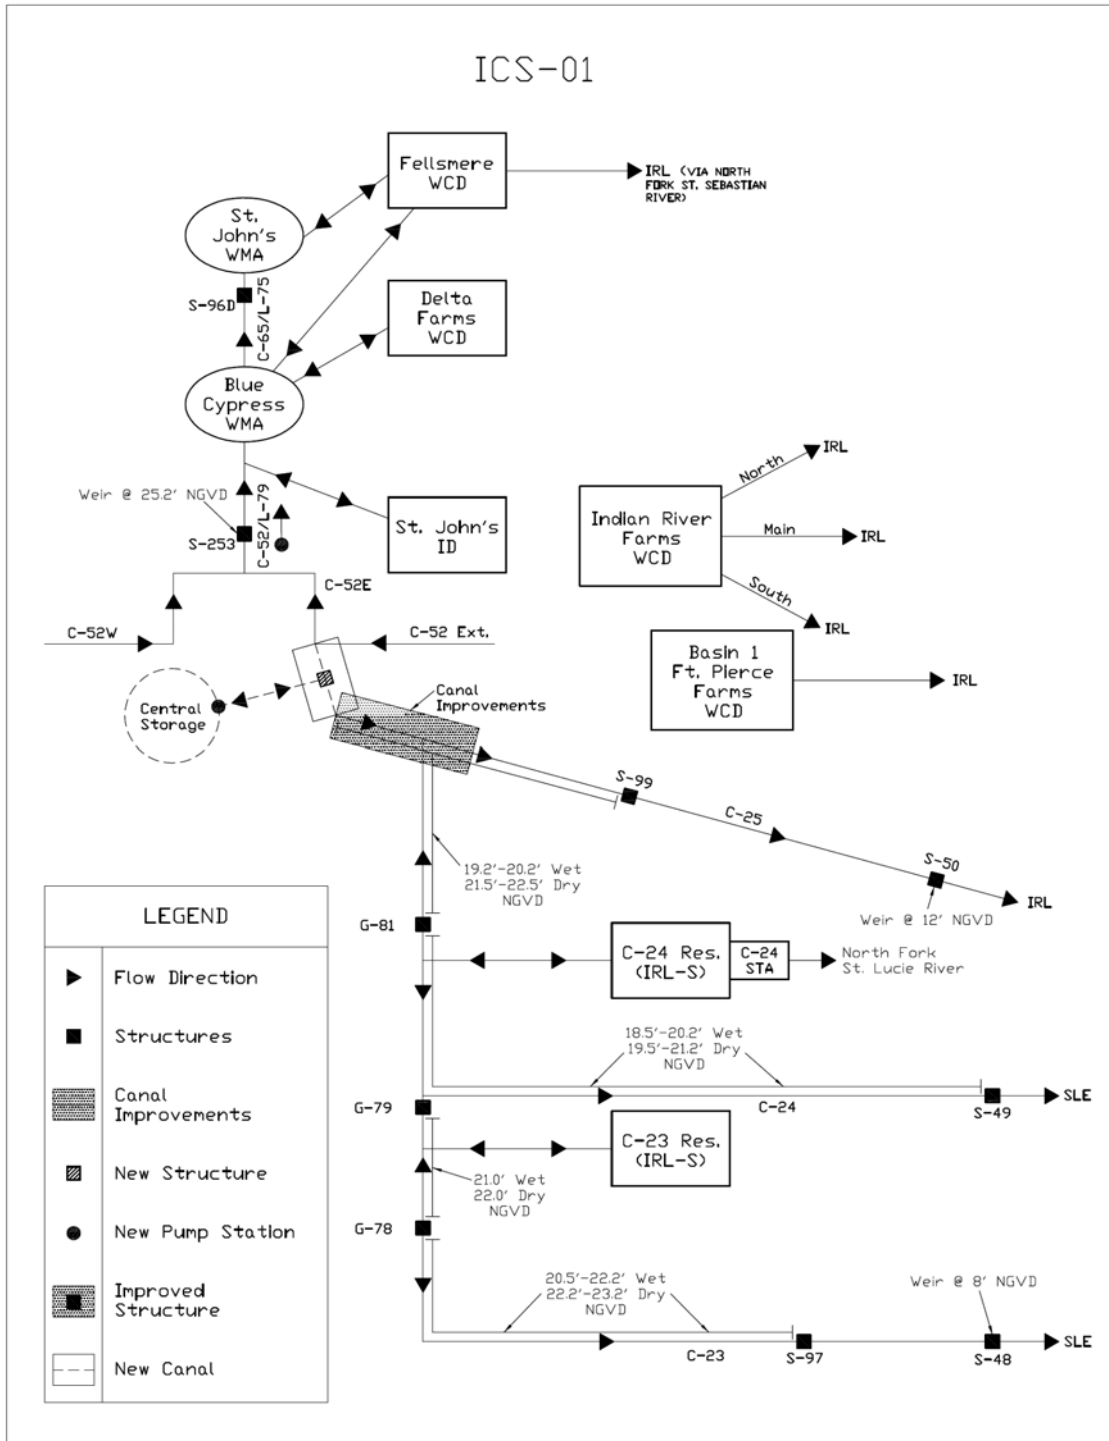 ICS-01
Fellsmere
WCD
IRL (VIA NORTH
FORK ST. SEBASTIAN
RIVER)
St.
John's
WMA
S-96D
C-65/L-75
Delta
Farms
WCD
Blue
Cypress
WMA
Weir @ 25.2' NGVD
S-253
C-52/L-79
St. John's
ID
North
IRL
Indian River
Farms
WCD
Main
IRL
South
IRL
C-52E
C-52W
C-52 Ext.
Basin 1
Ft. Pierce
Farms
WCD
IRL
Central
Storage
Canal
Improvements
S-99
C-25
S-50
IRL
Weir @ 12' NGVD
19.2'-20.2' Wet
21.5'-22.5' Dry
NGVD
G-81
C-24 Res.
(IRL-S)
C-24
STA
North Fork
St. Lucie River
18.5'-20.2' Wet
19.5'-21.2' Dry
NGVD
G-79
C-24
S-49
SLE
C-23 Res.
(IRL-S)
21.0' Wet
22.0' Dry
NGVD
G-78
20.5'-22.2' Wet
22.2'-23.2' Dry
NGVD
Weir @ 8' NGVD
C-23
S-97
S-48
SLE
LEGEND
Flow Direction
Structures
Canal
Improvements
New Structure
New Pump Station
Improved
Structure
New Canal